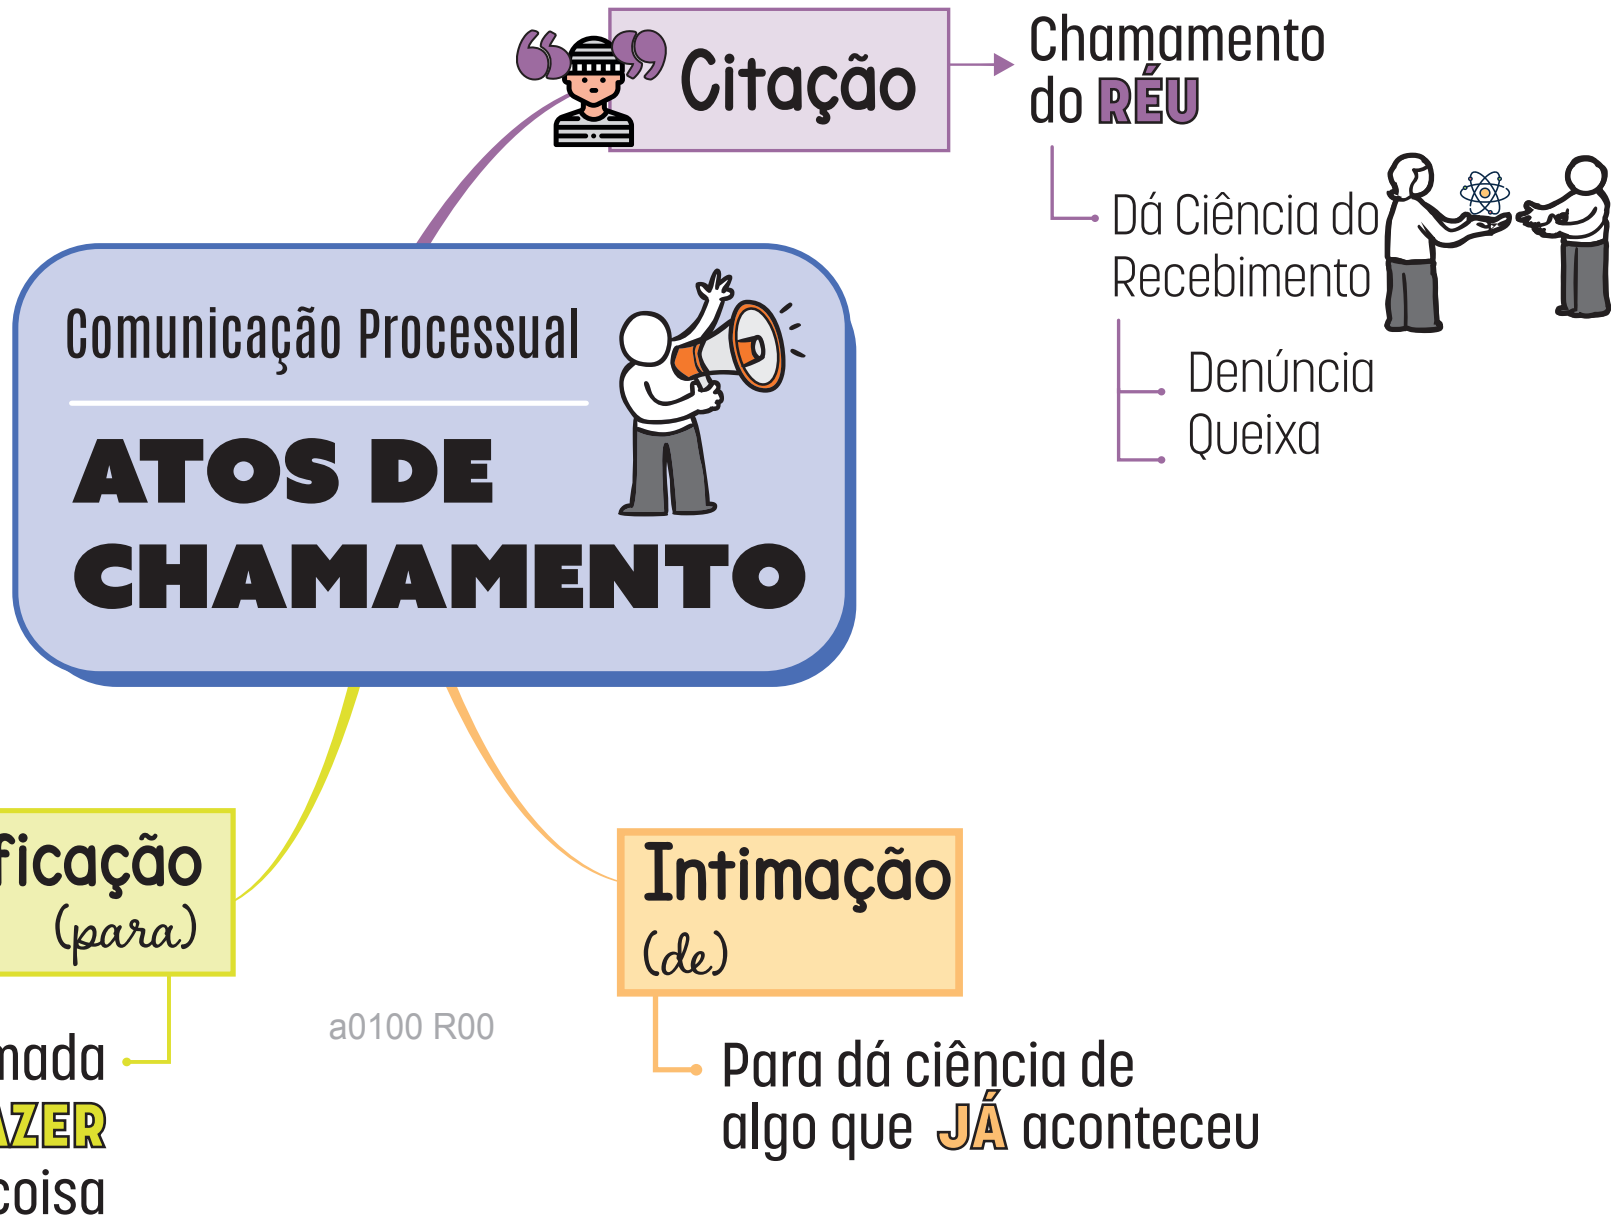 Citação
Chamamento
do RÉU
Dá Ciência do
Recebimento
Denúncia
Queixa
Comunicação Processual
ATOS DE
CHAMAMENTO
ficação
(para)
mada
AZER
coisa
a0100 R00
Intimação
(de)
Para dá ciência de
algo que JÁ aconteceu